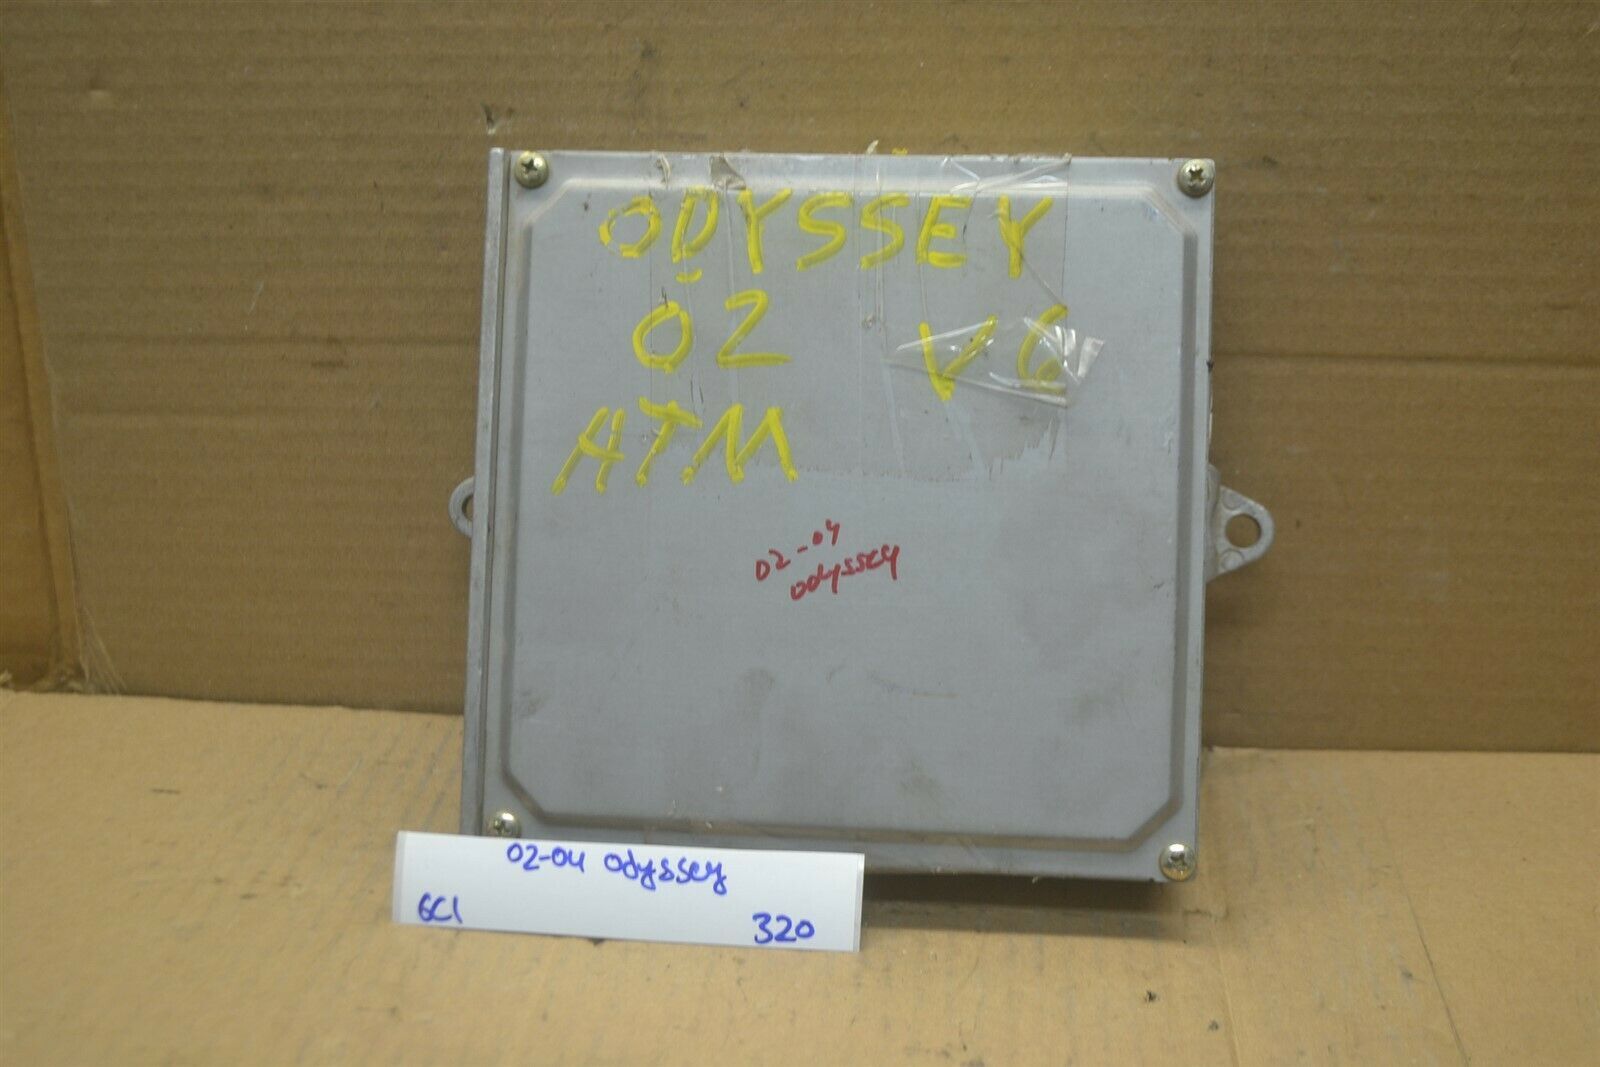 ODYSSEY
02 V6
ATM
02-04
odyssey
02-04 odyssey
6C1 320